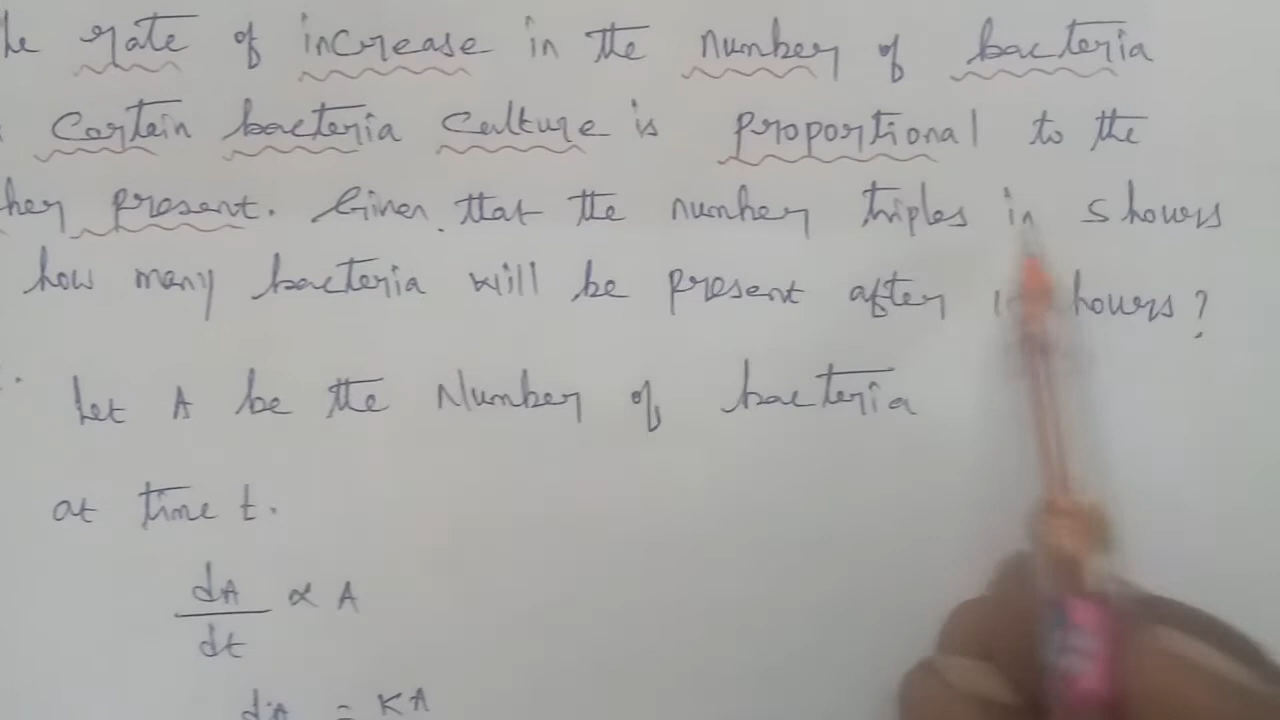 rate of increase in the number of bacteria
Certain bacteria Culture is proportional to the
present. Given that the number triples in 5 hours
how many bacteria will be present after hours?
Let A be the Number of bacteria
at time t.
dA
∝ A
dt
dA = KA